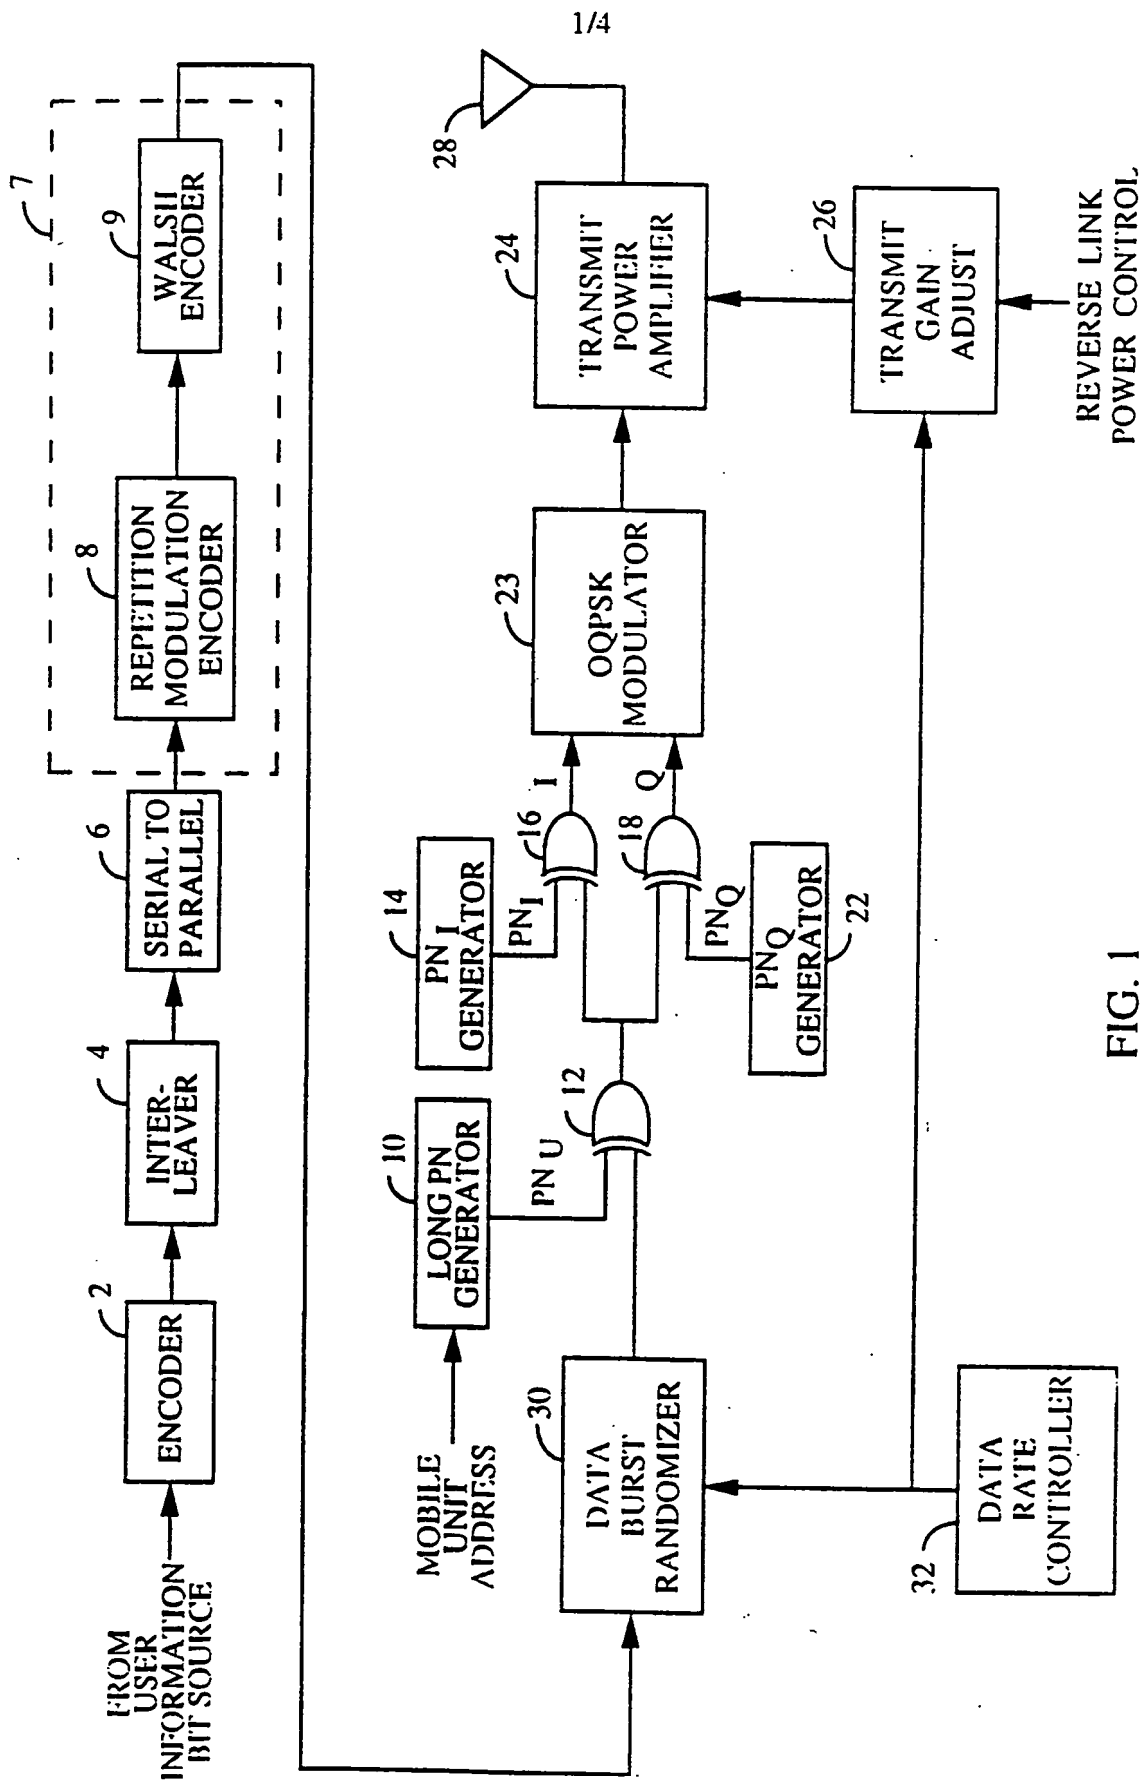 1/4
FROM
USER
INFORMATION
BIT SOURCE
2
ENCODER
4
INTER-
LEAVER
6
SERIAL TO
PARALLEL
7
8
REPETITION
MODULATION
ENCODER
9
WALSH
ENCODER
MOBILE
UNIT
ADDRESS
10
LONG PN
GENERATOR
PN U
12
14
PN I
GENERATOR
PN I
16
I
18
Q
PN Q
PN Q
GENERATOR
22
23
OQPSK
MODULATOR
24
TRANSMIT
POWER
AMPLIFIER
28
26
TRANSMIT
GAIN
ADJUST
REVERSE LINK
POWER CONTROL
30
DATA
BURST
RANDOMIZER
32
DATA
RATE
CONTROLLER
FIG. 1